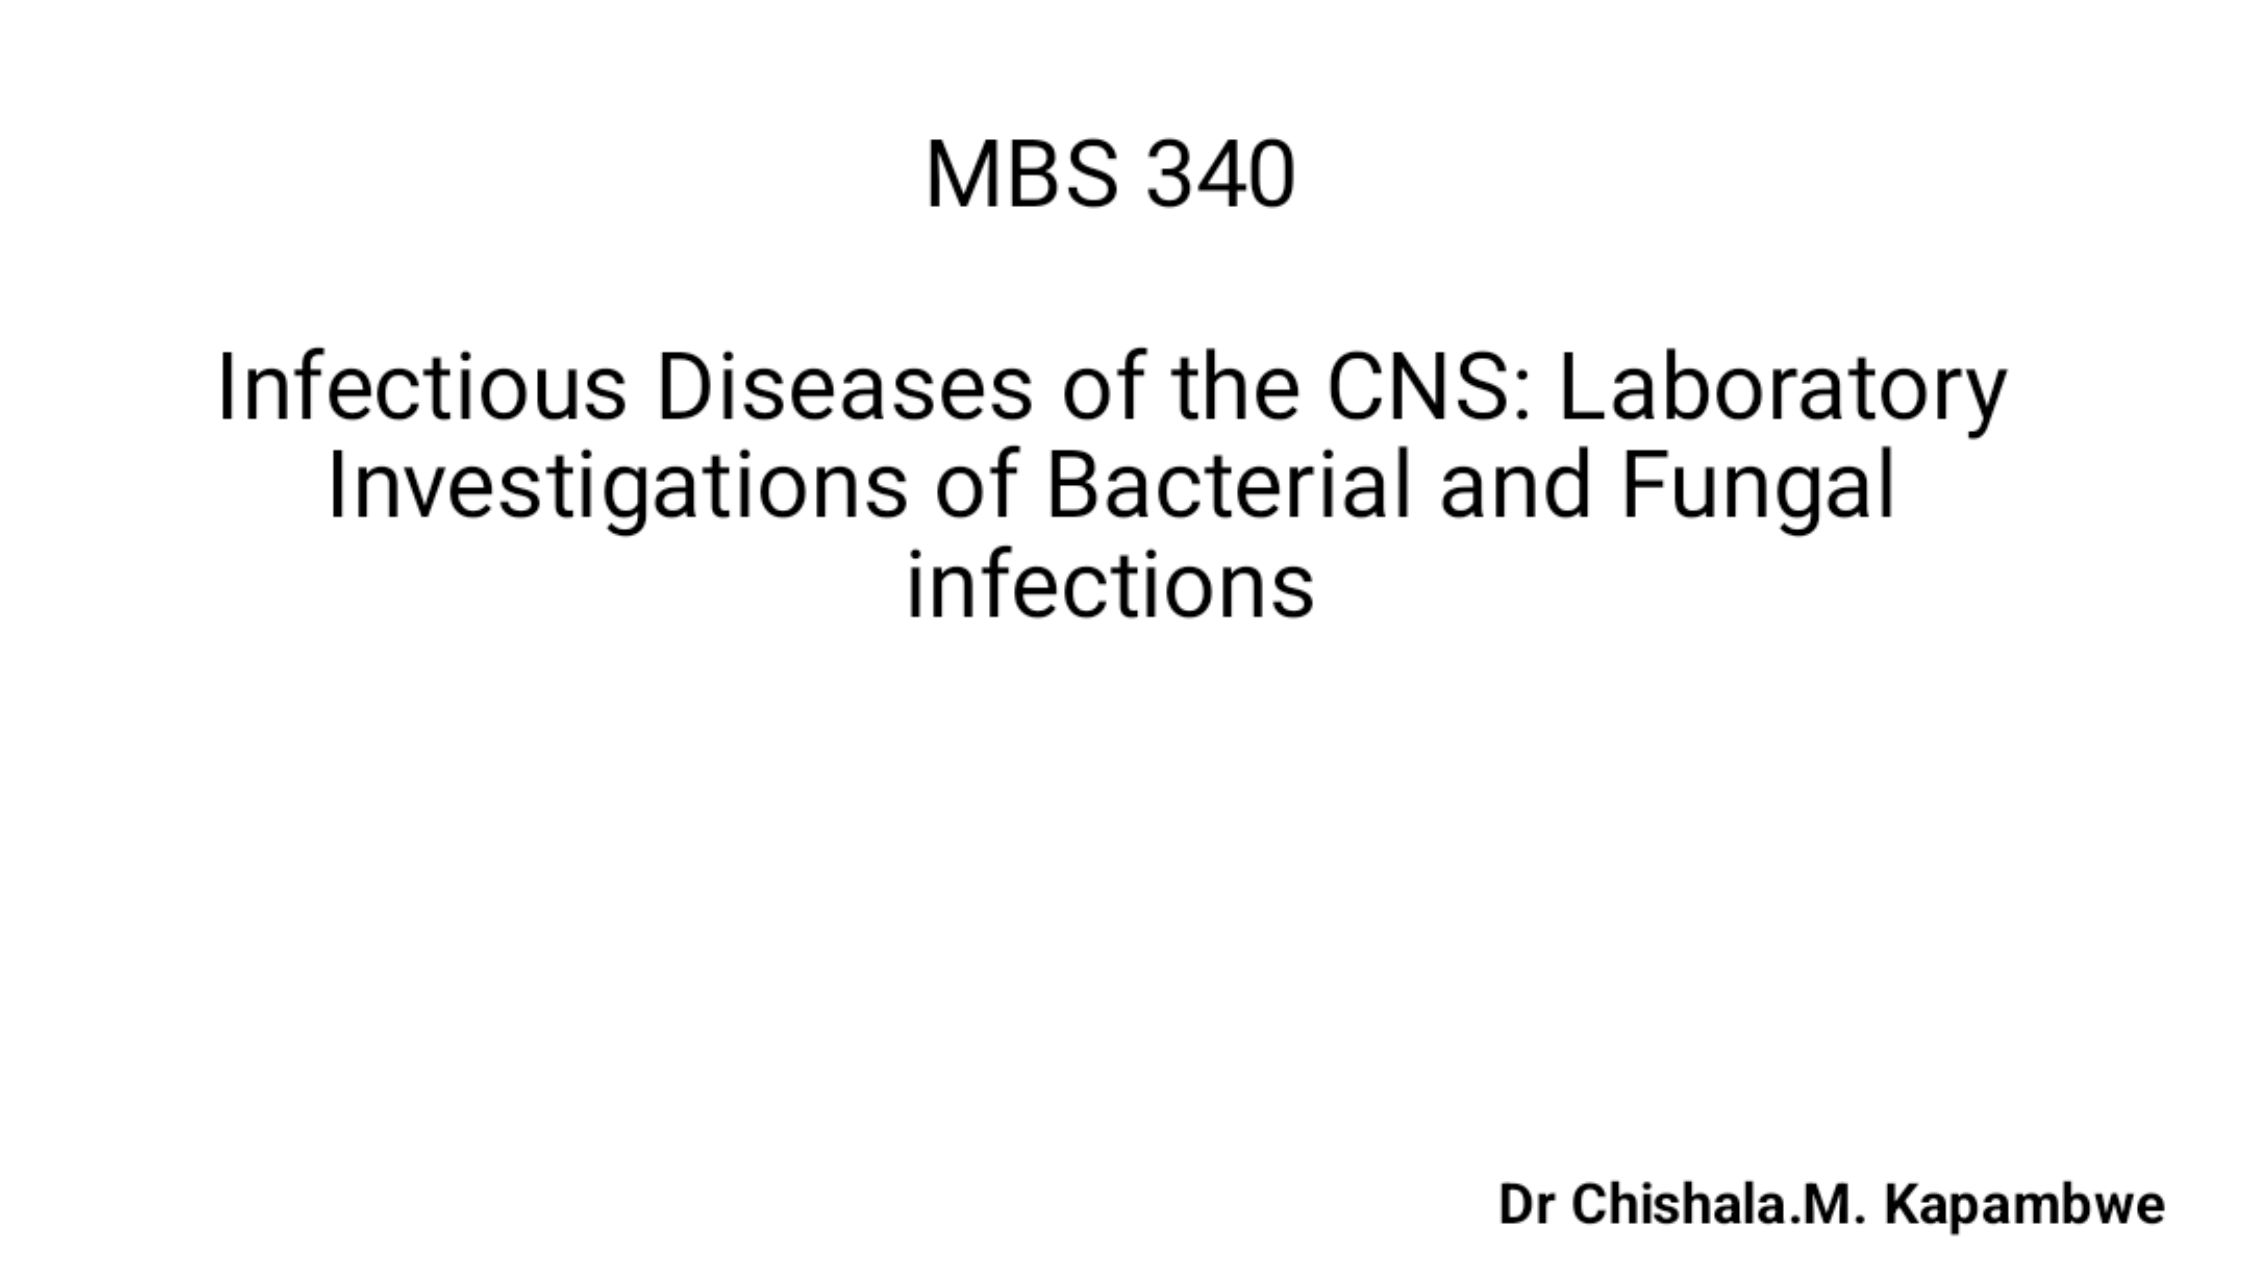 MBS 340
Infectious Diseases of the CNS: Laboratory
Investigations of Bacterial and Fungal
infections
Dr Chishala.M. Kapambwe